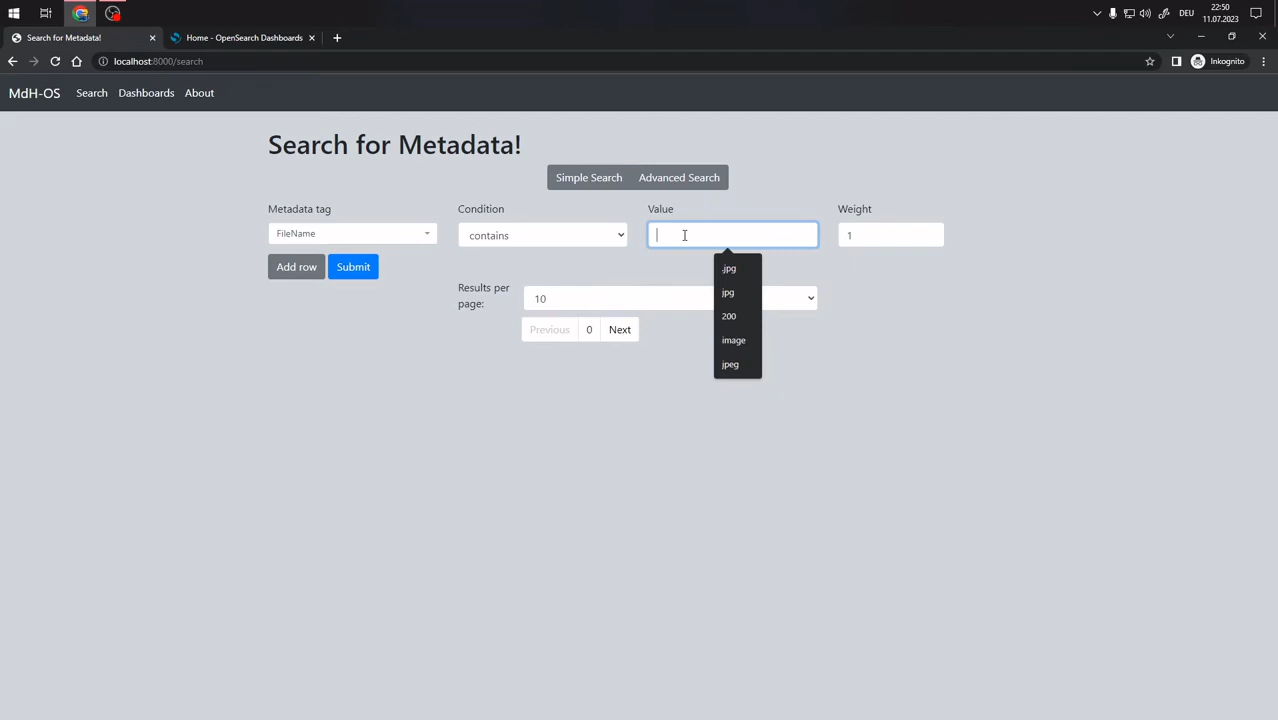 22:50
DEU
11.07.2023
Search for Metadata!
Home - OpenSearch Dashboards
localhost:8000/search
Inkognito
MdH-OS Search Dashboards About
Search for Metadata!
Simple Search Advanced Search
Metadata tag Condition Value Weight
FileName contains 1
Add row Submit
.jpg
jpg
200
image
jpeg
Results per page:
10
Previous 0 Next